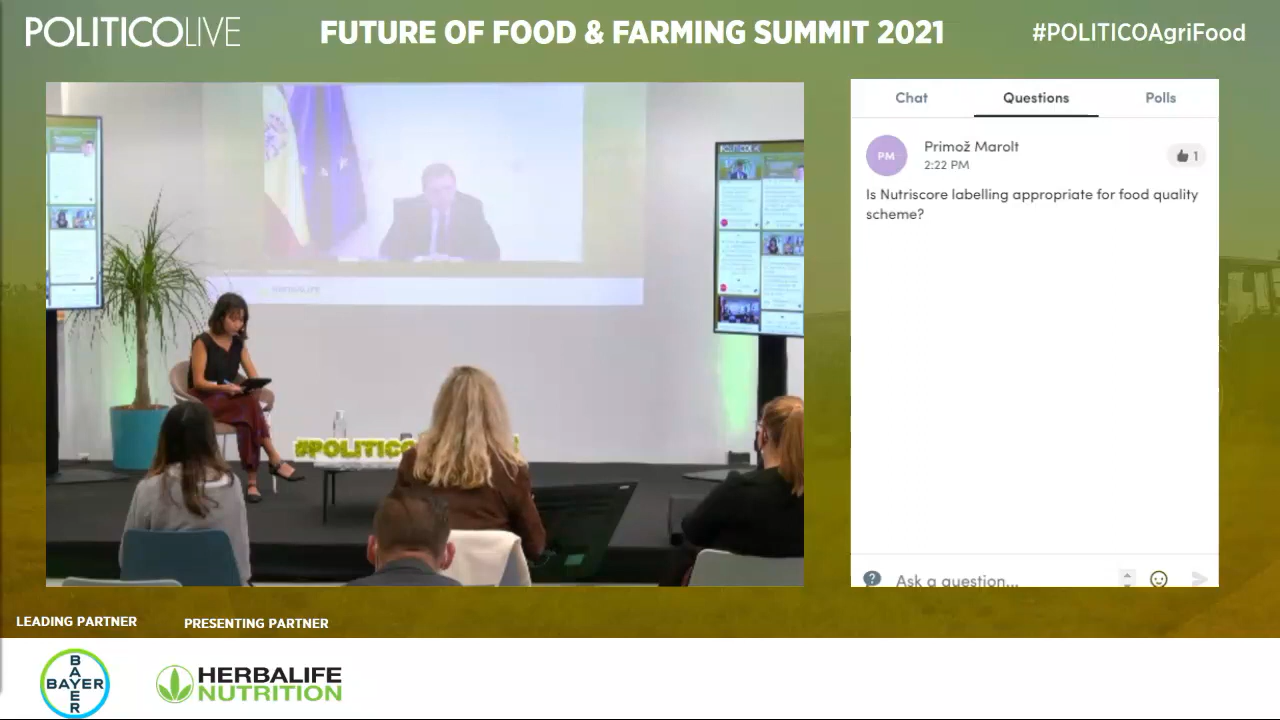 POLITICOLIVE
FUTURE OF FOOD & FARMING SUMMIT 2021
#POLITICOAgriFood
Chat
Questions
Polls
PM
Primož Marolt
2:22 PM
1
Is Nutriscore labelling appropriate for food quality
scheme?
HERBALIFE
#POLITICO
Ask a question...
LEADING PARTNER
PRESENTING PARTNER
BAYER
BAYER
HERBALIFE
NUTRITION